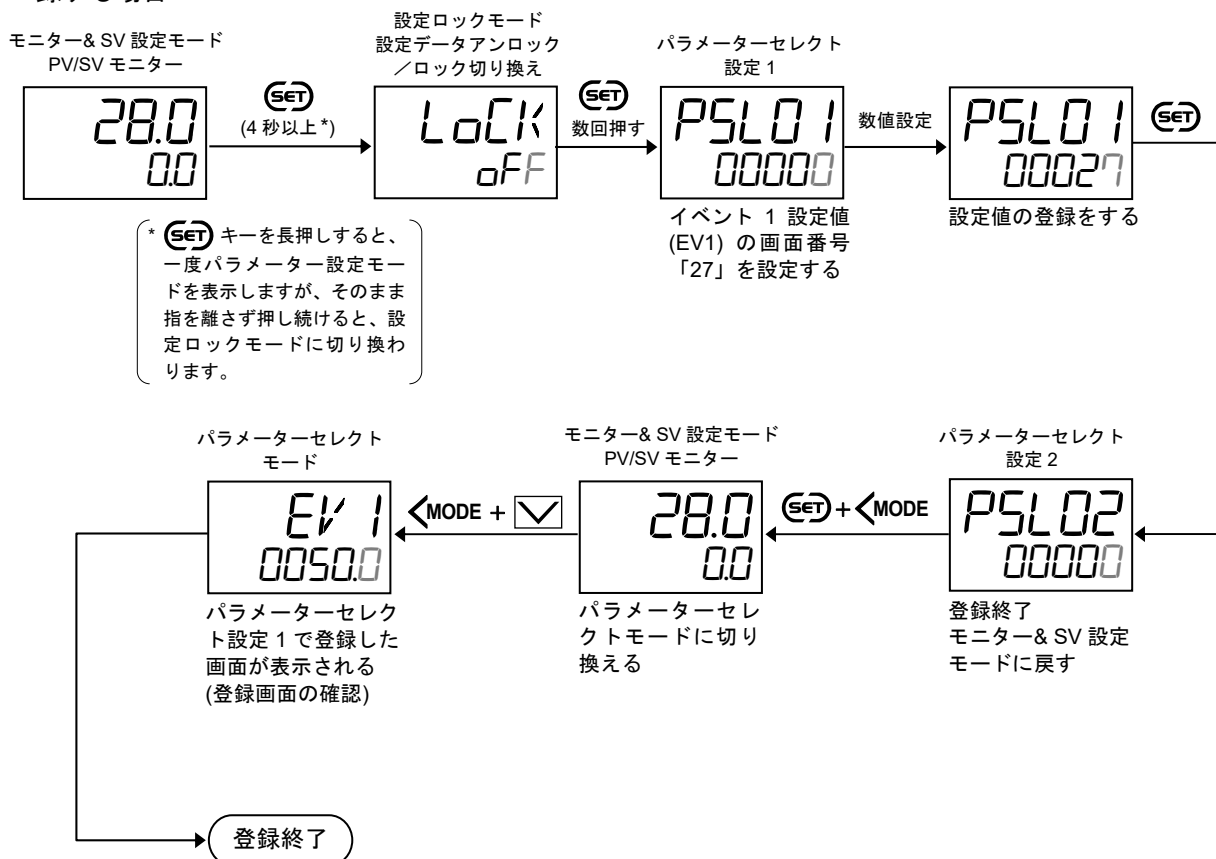 モニター& SV 設定モード
PV/SV モニター
28.0
0.0
SET
(4 秒以上*)
設定ロックモード
設定データアンロック
／ロック切り換え
LoCK
oFF
SET
数回押す
パラメーターセレクト
設定 1
PSL01
00000
イベント 1 設定値
(EV1) の画面番号
「27」を設定する
数値設定
PSL01
00027
設定値の登録をする
SET
* SET キーを長押しすると、
一度パラメーター設定モー
ドを表示しますが、そのまま
指を離さず押し続けると、設
定ロックモードに切り換わ
ります。
パラメーターセレクト
設定 2
PSL02
00000
登録終了
モニター& SV 設定
モードに戻す
SET + <MODE
モニター& SV 設定モード
PV/SV モニター
28.0
0.0
パラメーターセレ
クトモードに切り
換える
<MODE +
パラメーターセレクト
モード
EV1
0050.0
パラメーターセレク
ト設定 1 で登録した
画面が表示される
(登録画面の確認)
登録終了